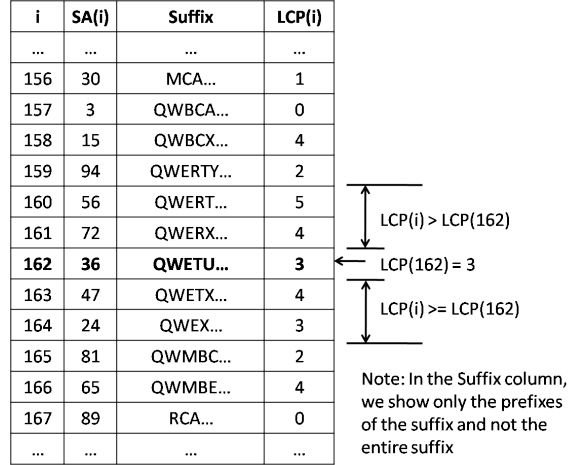 i SA(i) Suffix LCP(i)
... ... ... ...
156 30 MCA... 1
157 3 QWBCA... 0
158 15 QWBCX... 4
159 94 QWERTY... 2
160 56 QWERT... 5
161 72 QWERX... 4
162 36 QWETU... 3
163 47 QWETX... 4
164 24 QWEX... 3
165 81 QWMBC... 2
166 65 QWMBE... 4
167 89 RCA... 0
... ... ... ...
LCP(i) > LCP(162)
LCP(162) = 3
LCP(i) >= LCP(162)
Note: In the Suffix column,
we show only the prefixes
of the suffix and not the
entire suffix